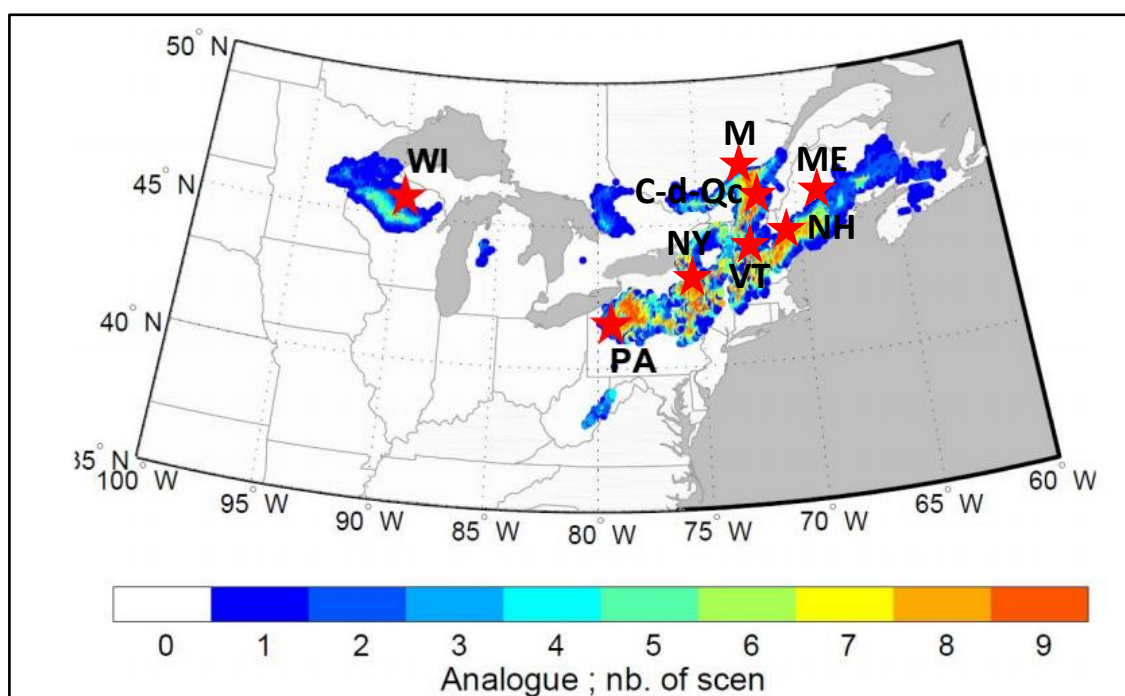 50° N
M
WI
ME
45° N
C-d-Qc
NY
NH
VT
40° N
PA
35° N
100° W
95° W
90° W
85° W
80° W
75° W
70° W
65° W
60° W
0 1 2 3 4 5 6 7 8 9
Analogue ; nb. of scen